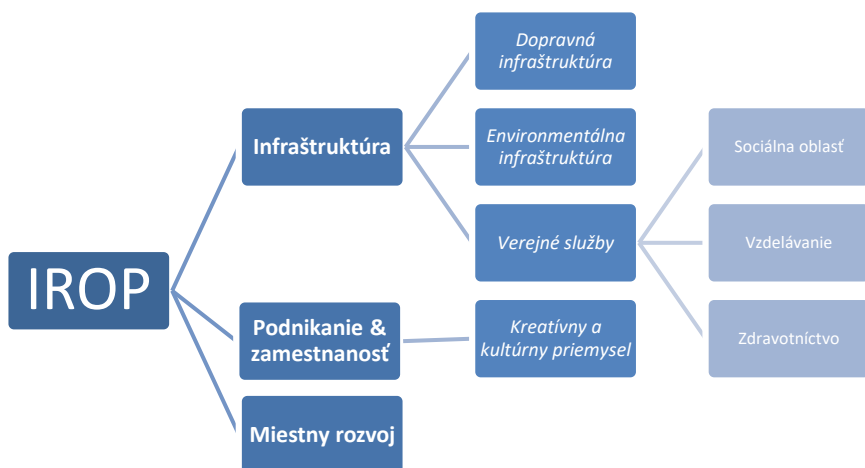 IROP
Infraštruktúra
Dopravná
infraštruktúra
Environmentálna
infraštruktúra
Verejné služby
Sociálna oblasť
Vzdelávanie
Zdravotníctvo
Podnikanie &
zamestnanosť
Kreatívny a
kultúrny priemysel
Miestny rozvoj